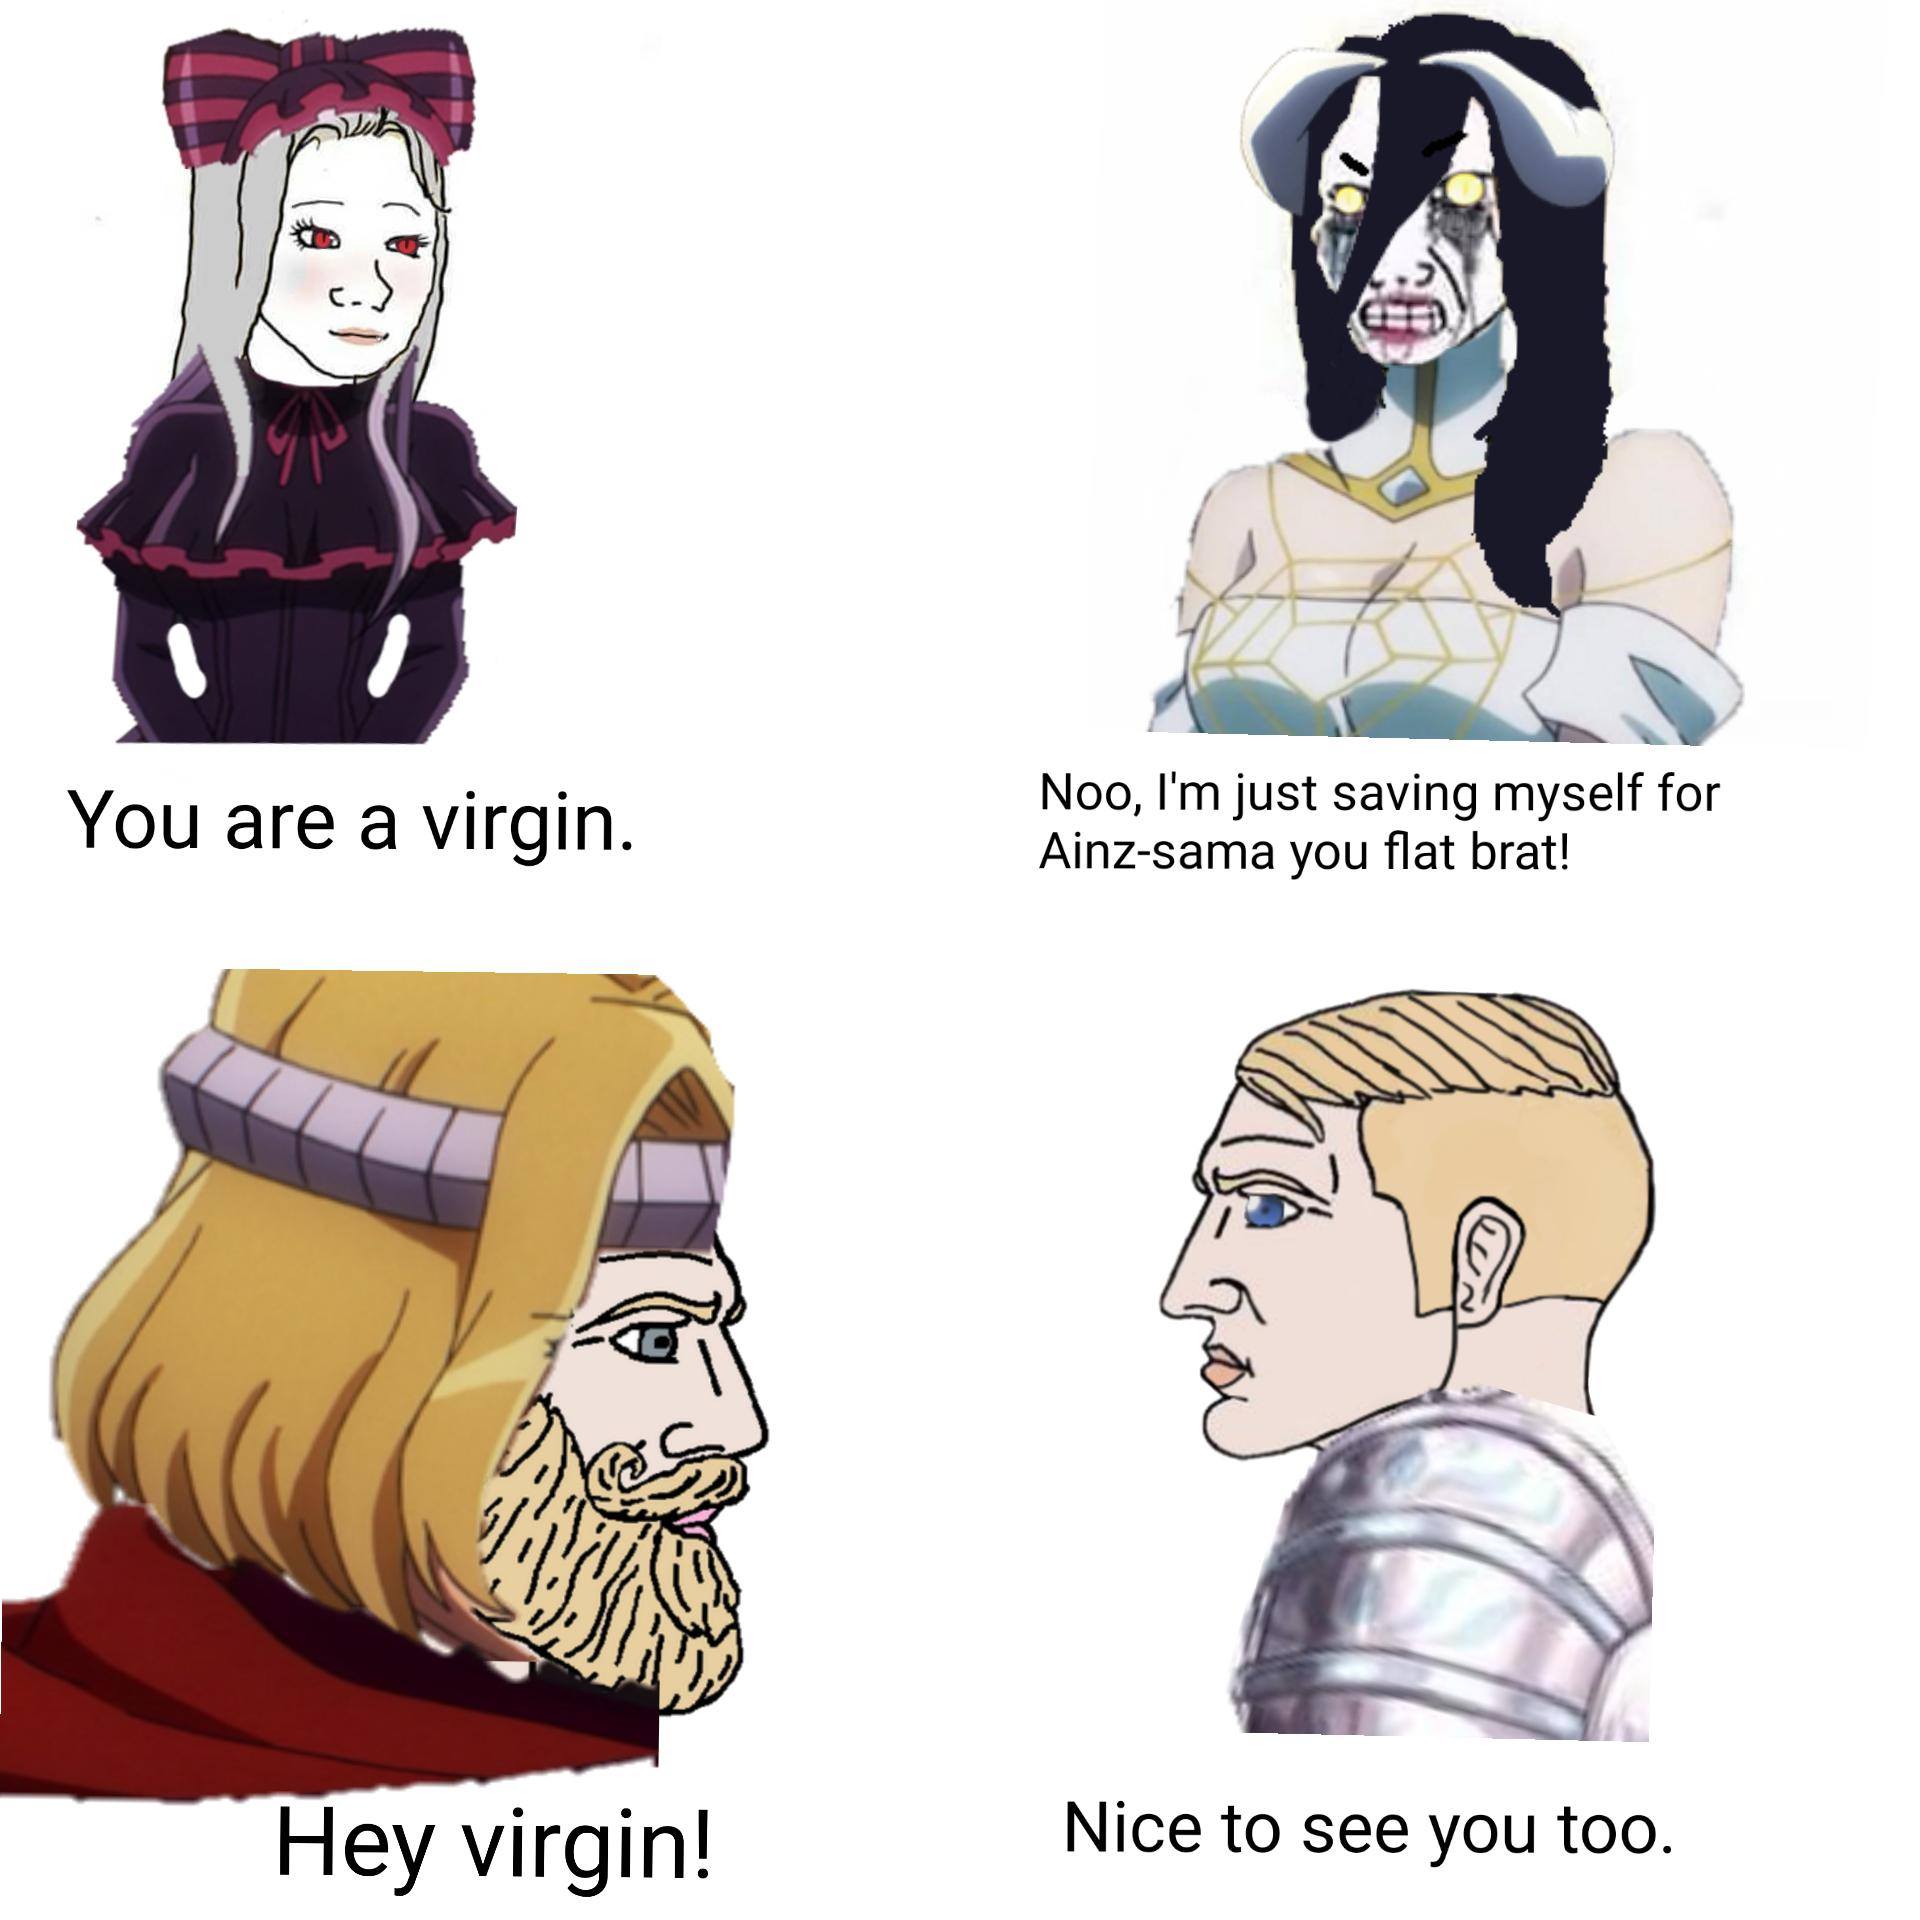 You are a virgin.
Noo, I'm just saving myself for
Ainz-sama you flat brat!
Hey virgin!
Nice to see you too.